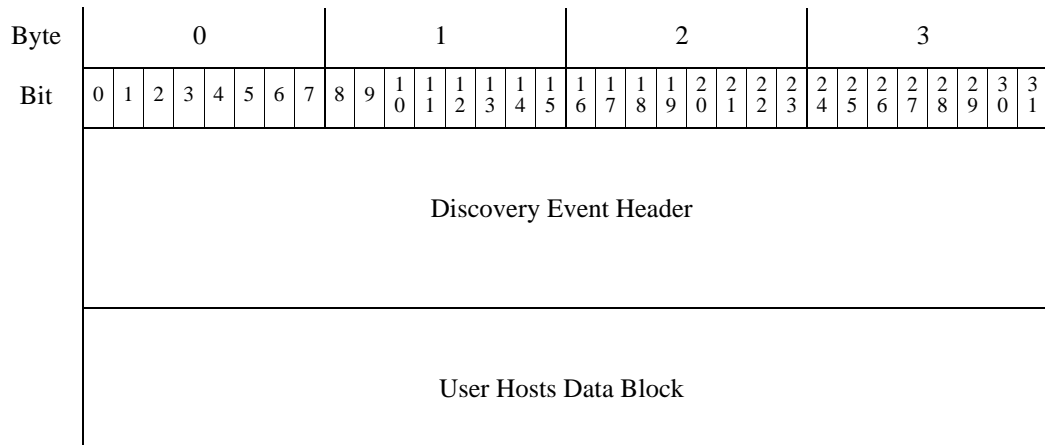 Byte 0 1 2 3
Bit 0 1 2 3 4 5 6 7 8 9 10 11 12 13 14 15 16 17 18 19 20 21 22 23 24 25 26 27 28 29 30 31
Discovery Event Header
User Hosts Data Block